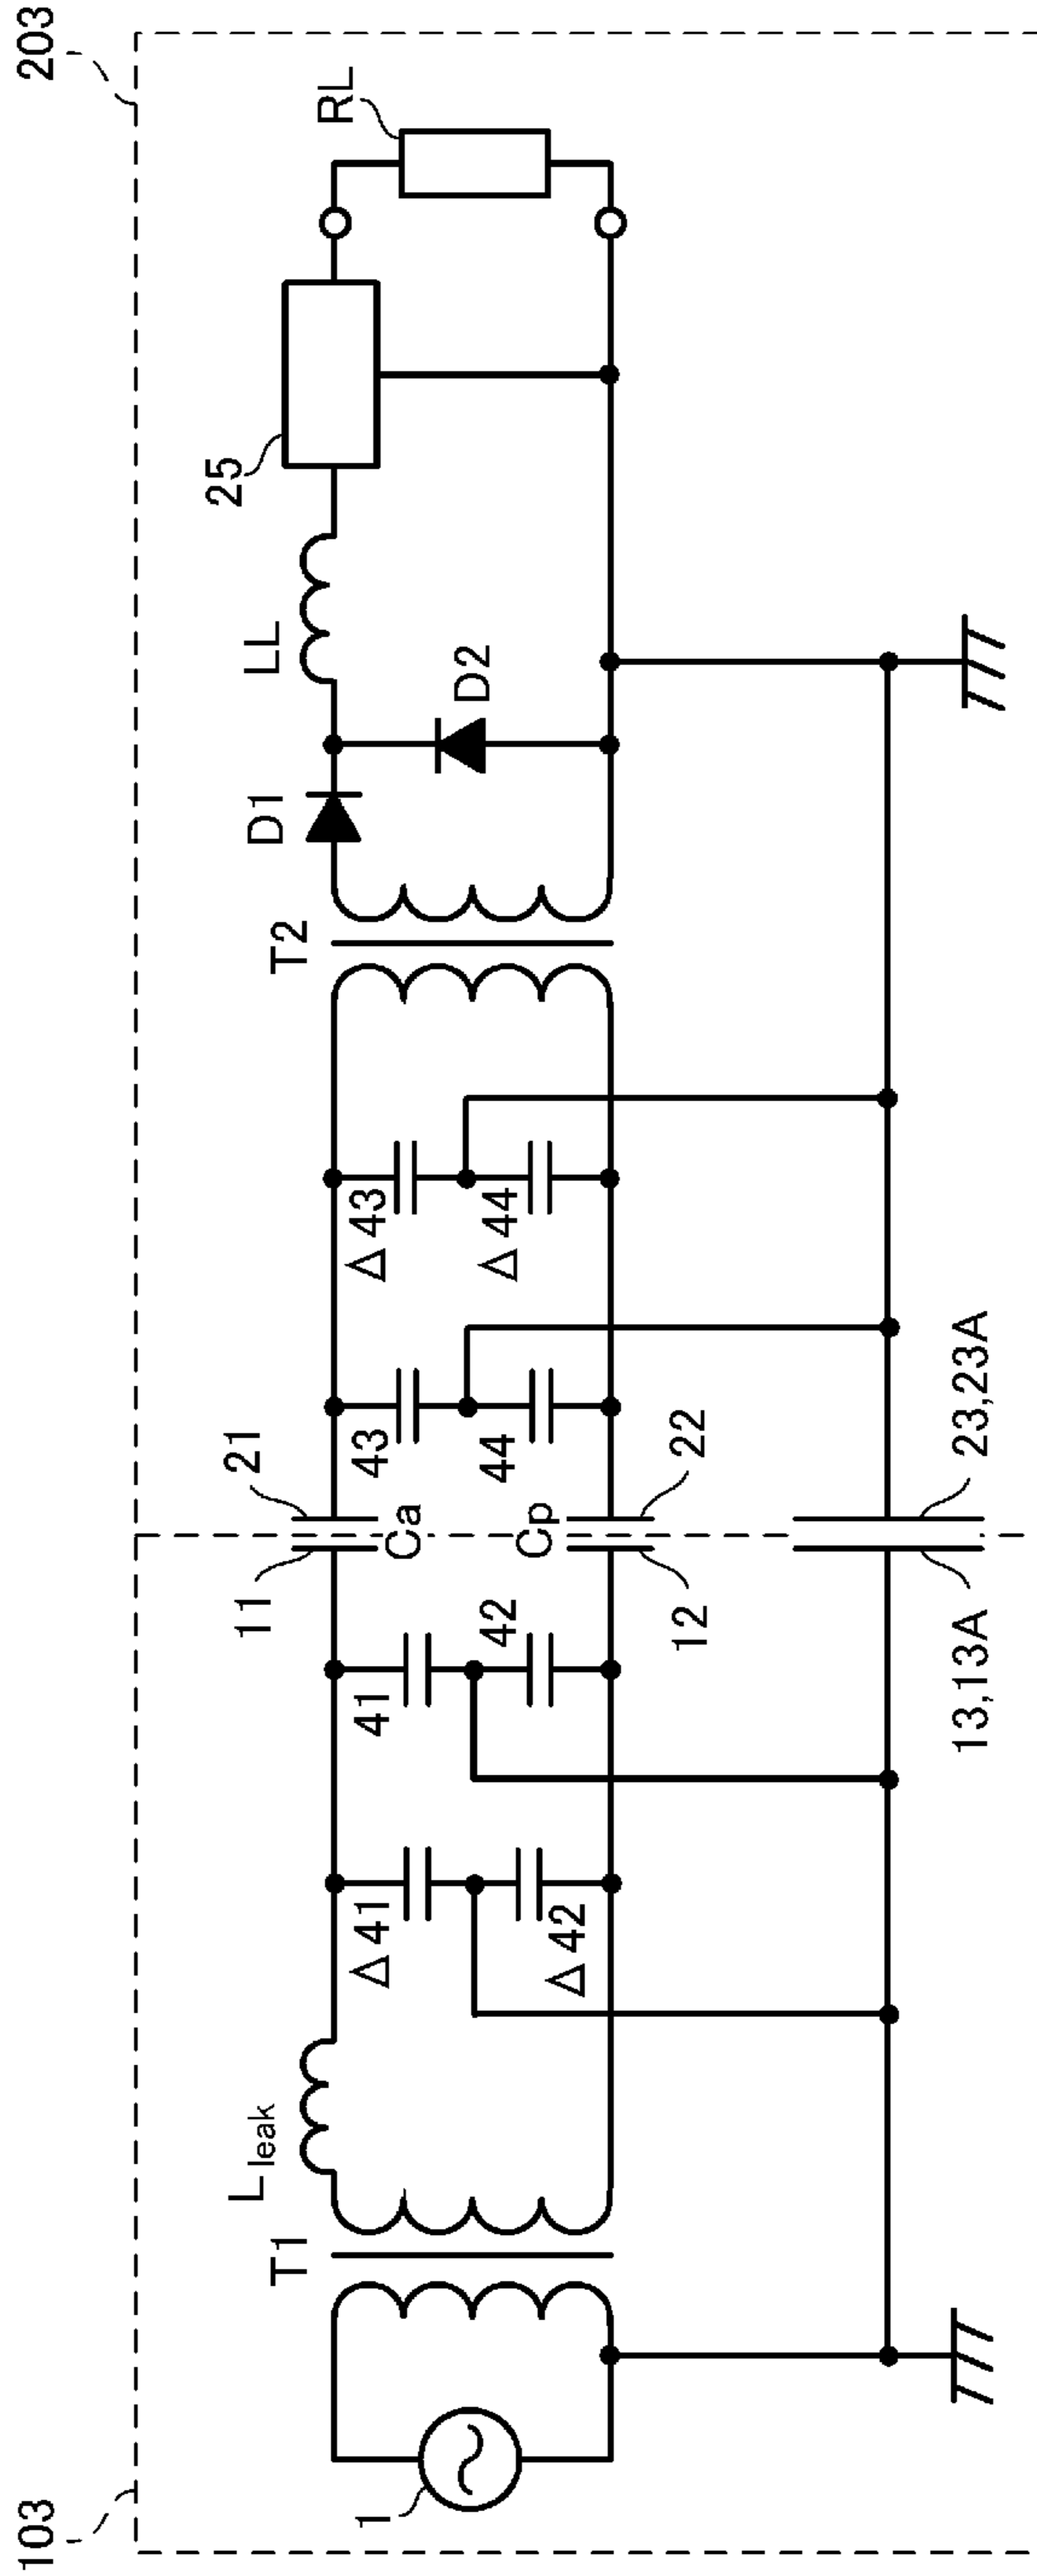 103
203
1
T1
L leak
Δ41
Δ42
41
42
11
21
Ca
12
22
Cp
13,13A
23,23A
43
44
Δ43
Δ44
T2
D1
D2
LL
25
RL